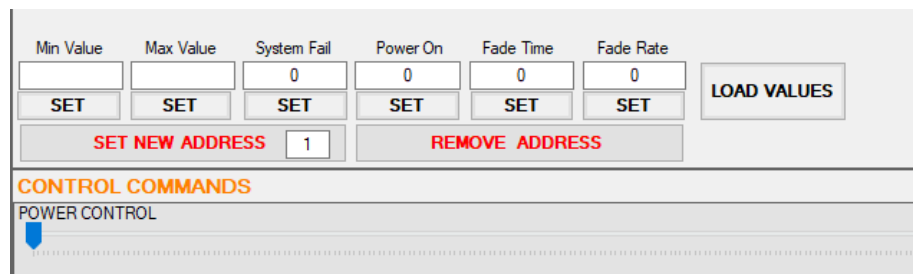 Min Value Max Value System Fail Power On Fade Time Fade Rate
0 0 0 0
LOAD VALUES
SET SET SET SET SET SET
SET NEW ADDRESS 1 REMOVE ADDRESS
CONTROL COMMANDS
POWER CONTROL